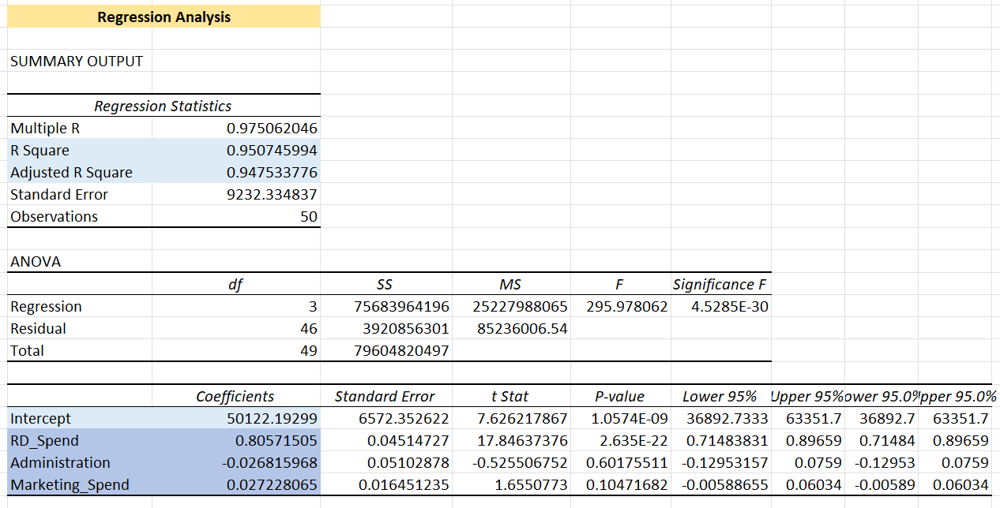 Regression Analysis
SUMMARY OUTPUT
Regression Statistics
Multiple R 0.975062046
R Square 0.950745994
Adjusted R Square 0.947533776
Standard Error 9232.334837
Observations 50
ANOVA
df SS MS F Significance F
Regression 3 75683964196 25227988065 295.978062 4.5285E-30
Residual 46 3920856301 85236006.54
Total 49 79604820497
Coefficients Standard Error t Stat P-value Lower 95% Upper 95% ower 95.0% pper 95.0%
Intercept 50122.19299 6572.352622 7.626217867 1.0574E-09 36892.7333 63351.7 36892.7 63351.7
RD_Spend 0.80571505 0.04514727 17.84637376 2.635E-22 0.71483831 0.89659 0.71484 0.89659
Administration -0.026815968 0.05102878 -0.525506752 0.60175511 -0.12953157 0.0759 -0.12953 0.0759
Marketing_Spend 0.027228065 0.016451235 1.6550773 0.10471682 -0.00588655 0.06034 -0.00589 0.06034